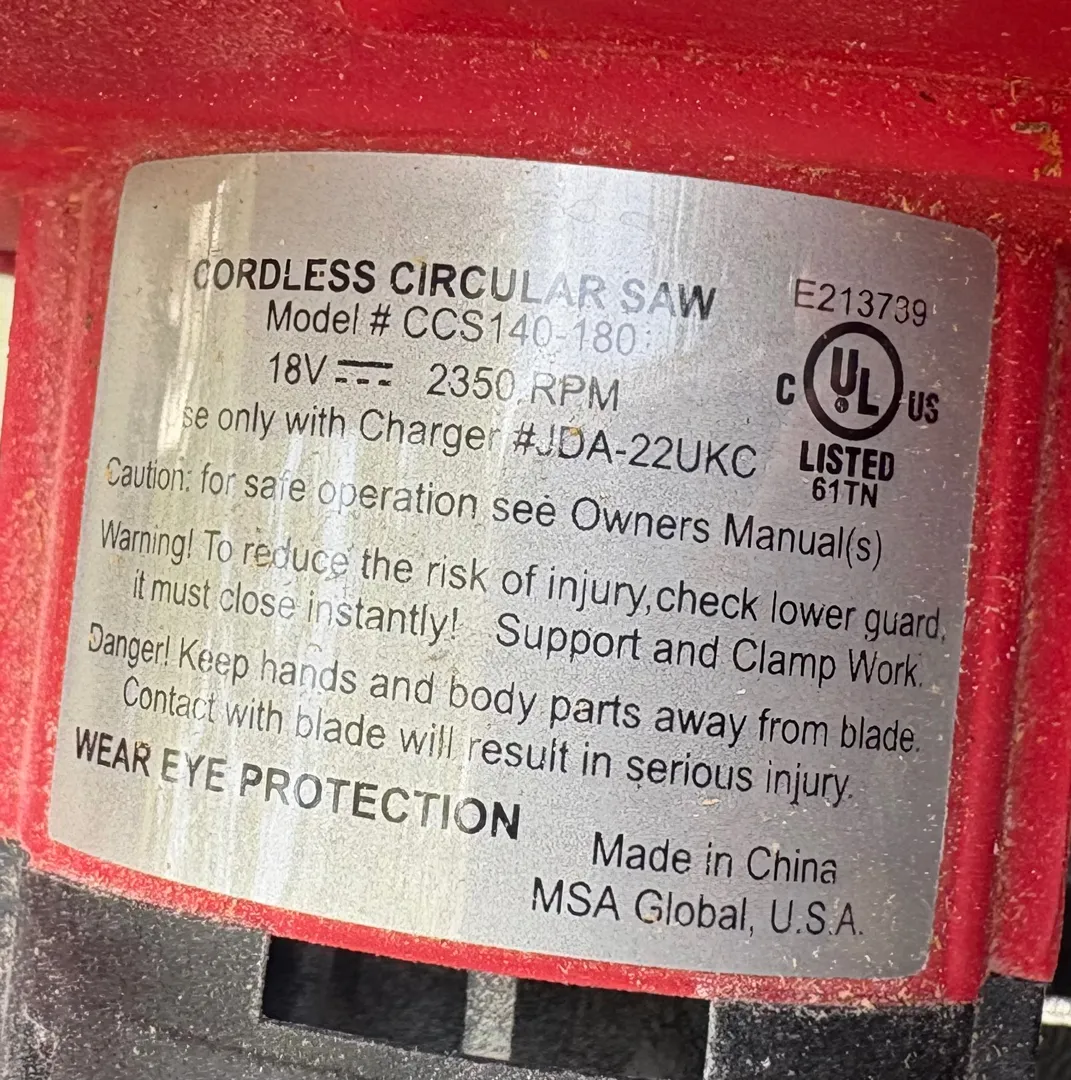 CORDLESS CIRCULAR SAW
Model # CCS140-180
18V 2350 RPM
se only with Charger #JDA-22UKC
E213739
C UL US
®
LISTED
61TN
Caution: for safe operation see Owners Manual(s)
Warning! To reduce the risk of injury,check lower guard,
it must close instantly! Support and Clamp Work.
Danger! Keep hands and body parts away from blade.
Contact with blade will result in serious injury.
WEAR EYE PROTECTION
Made in China
MSA Global, U.S.A.